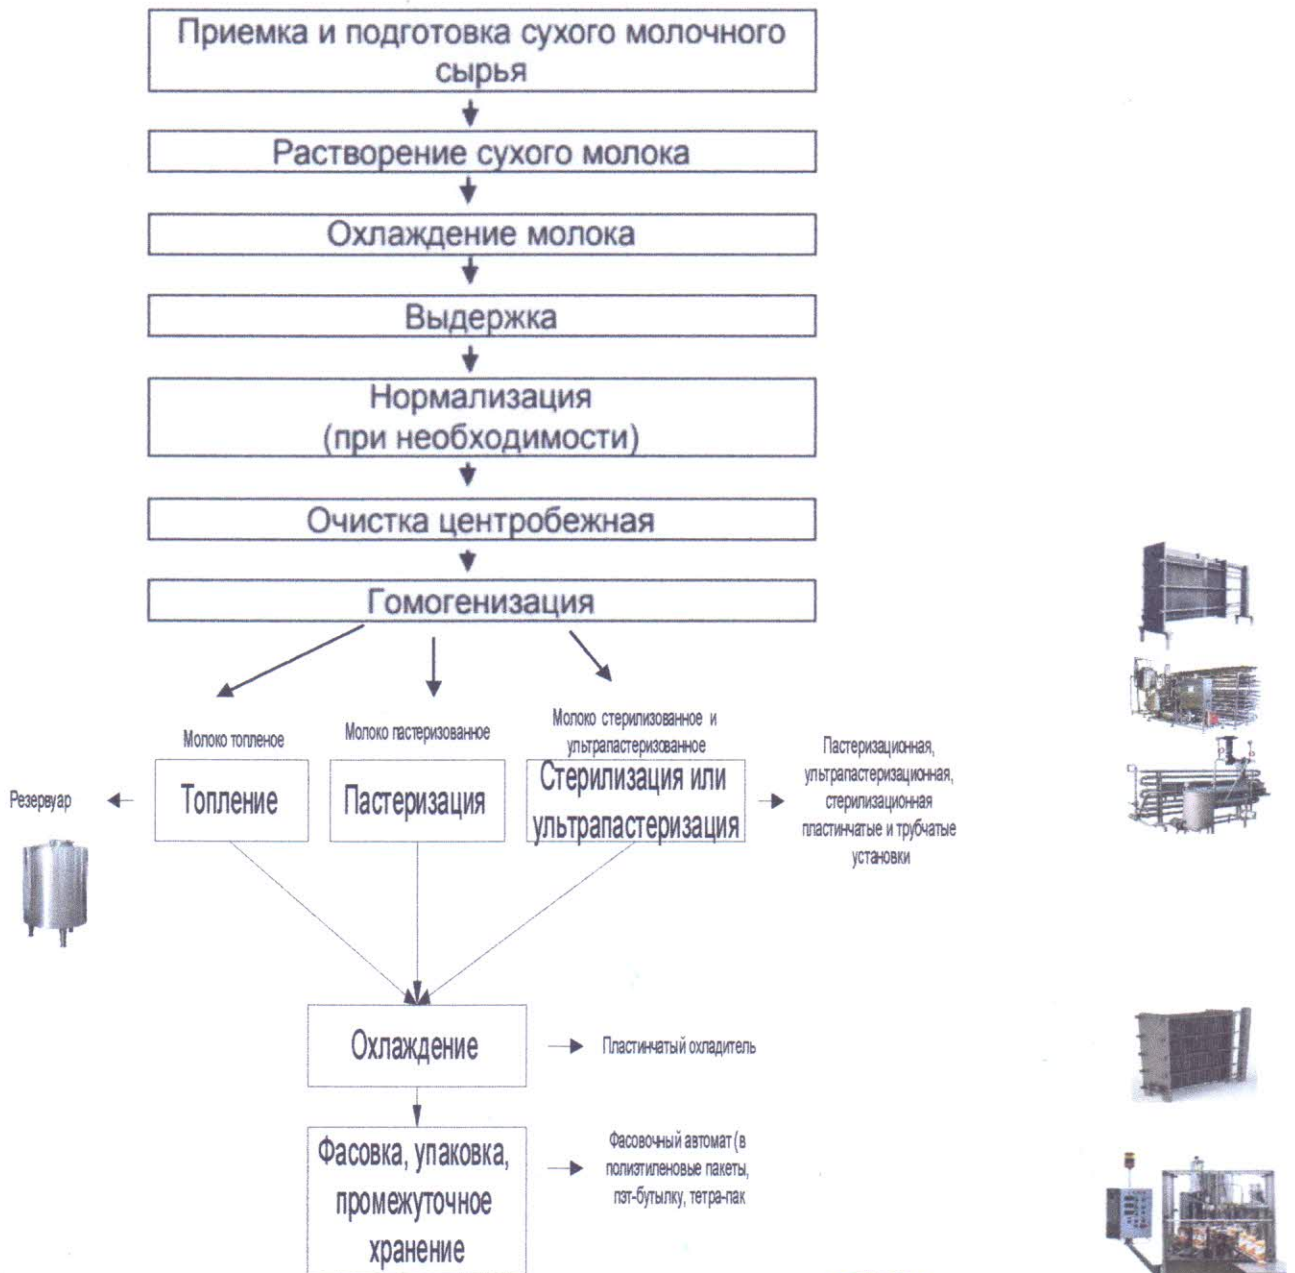 Приемка и подготовка сухого молочного
сырья
Растворение сухого молока
Охлаждение молока
Выдержка
Нормализация
(при необходимости)
Очистка центробежная
Гомогенизация
Молоко топленое
Молоко пастеризованное
Молоко стерилизованное и
ультрапастеризованное
Резервуар
Топление
Пастеризация
Стерилизация или
ультрапастеризация
Пастеризационная,
ультрапастеризационная,
стерилизационная
пластинчатые и трубчатые
установки
Охлаждение
Пластинчатый охладитель
Фасовка, упаковка,
промежуточное
хранение
Фасовочный автомат (в
полиэтиленовые пакеты,
пэт-бутылку, тетра-пак